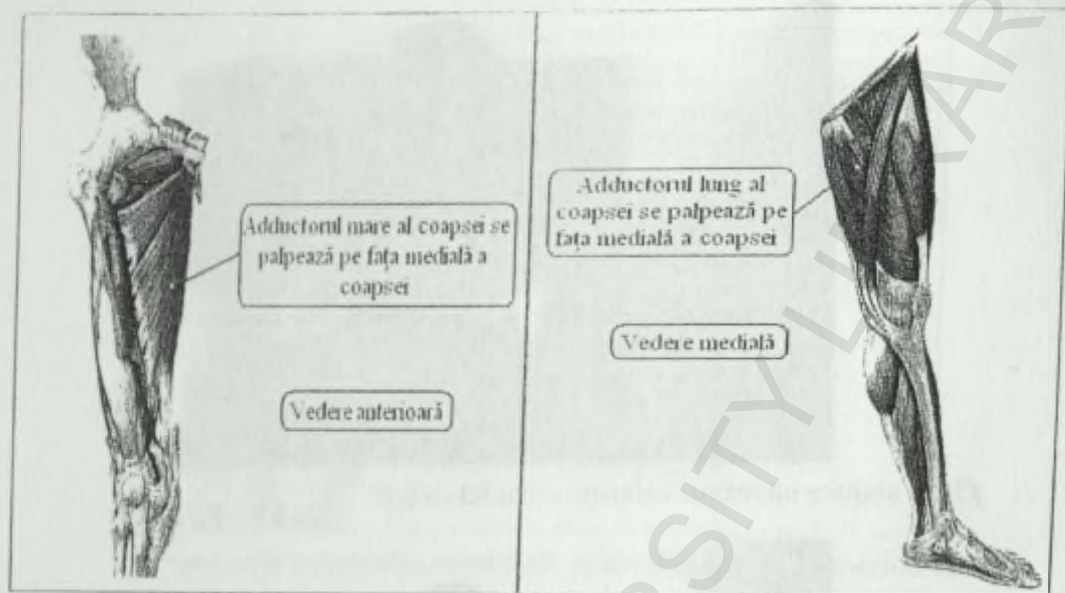 Adductorul mare al coapsei se
palpează pe fața medială a
coapsei
Vedere anterioară
Adductorul lung al
coapsei se palpează pe
fața medială a coapsei
Vedere medială